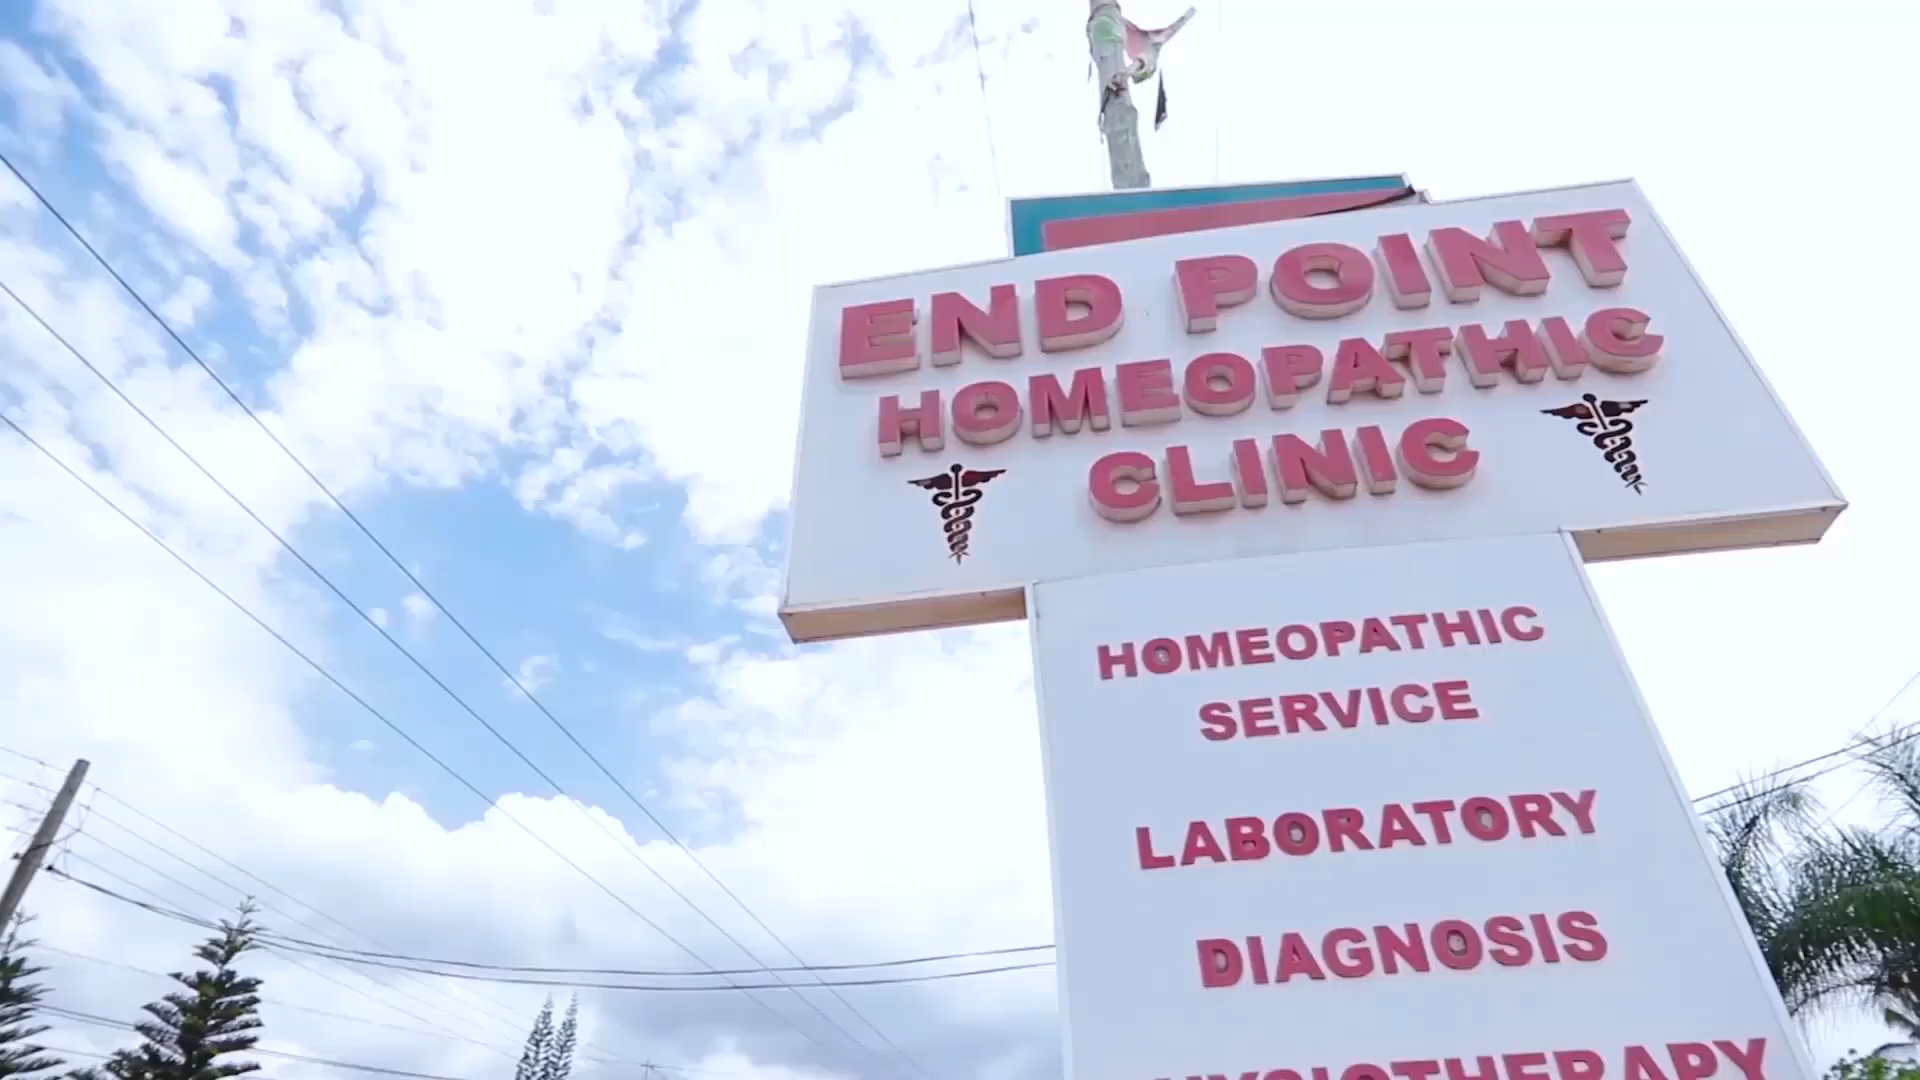 END POINT
HOMEOPATHIC
CLINIC
HOMEOPATHIC
SERVICE
LABORATORY
DIAGNOSIS